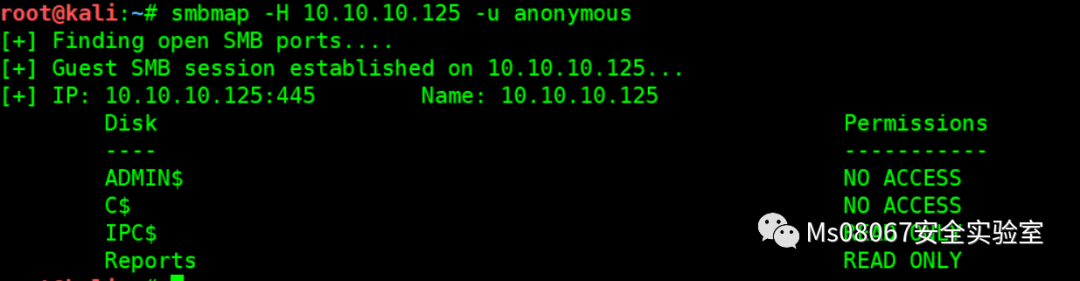 root@kali:~# smbmap -H 10.10.10.125 -u anonymous
[+] Finding open SMB ports....
[+] Guest SMB session established on 10.10.10.125...
[+] IP: 10.10.10.125:445 Name: 10.10.10.125
Disk Permissions
---- -----------
ADMIN$ NO ACCESS
C$ NO ACCESS
IPC$
Ms08067安全实验室
Reports READ ONLY